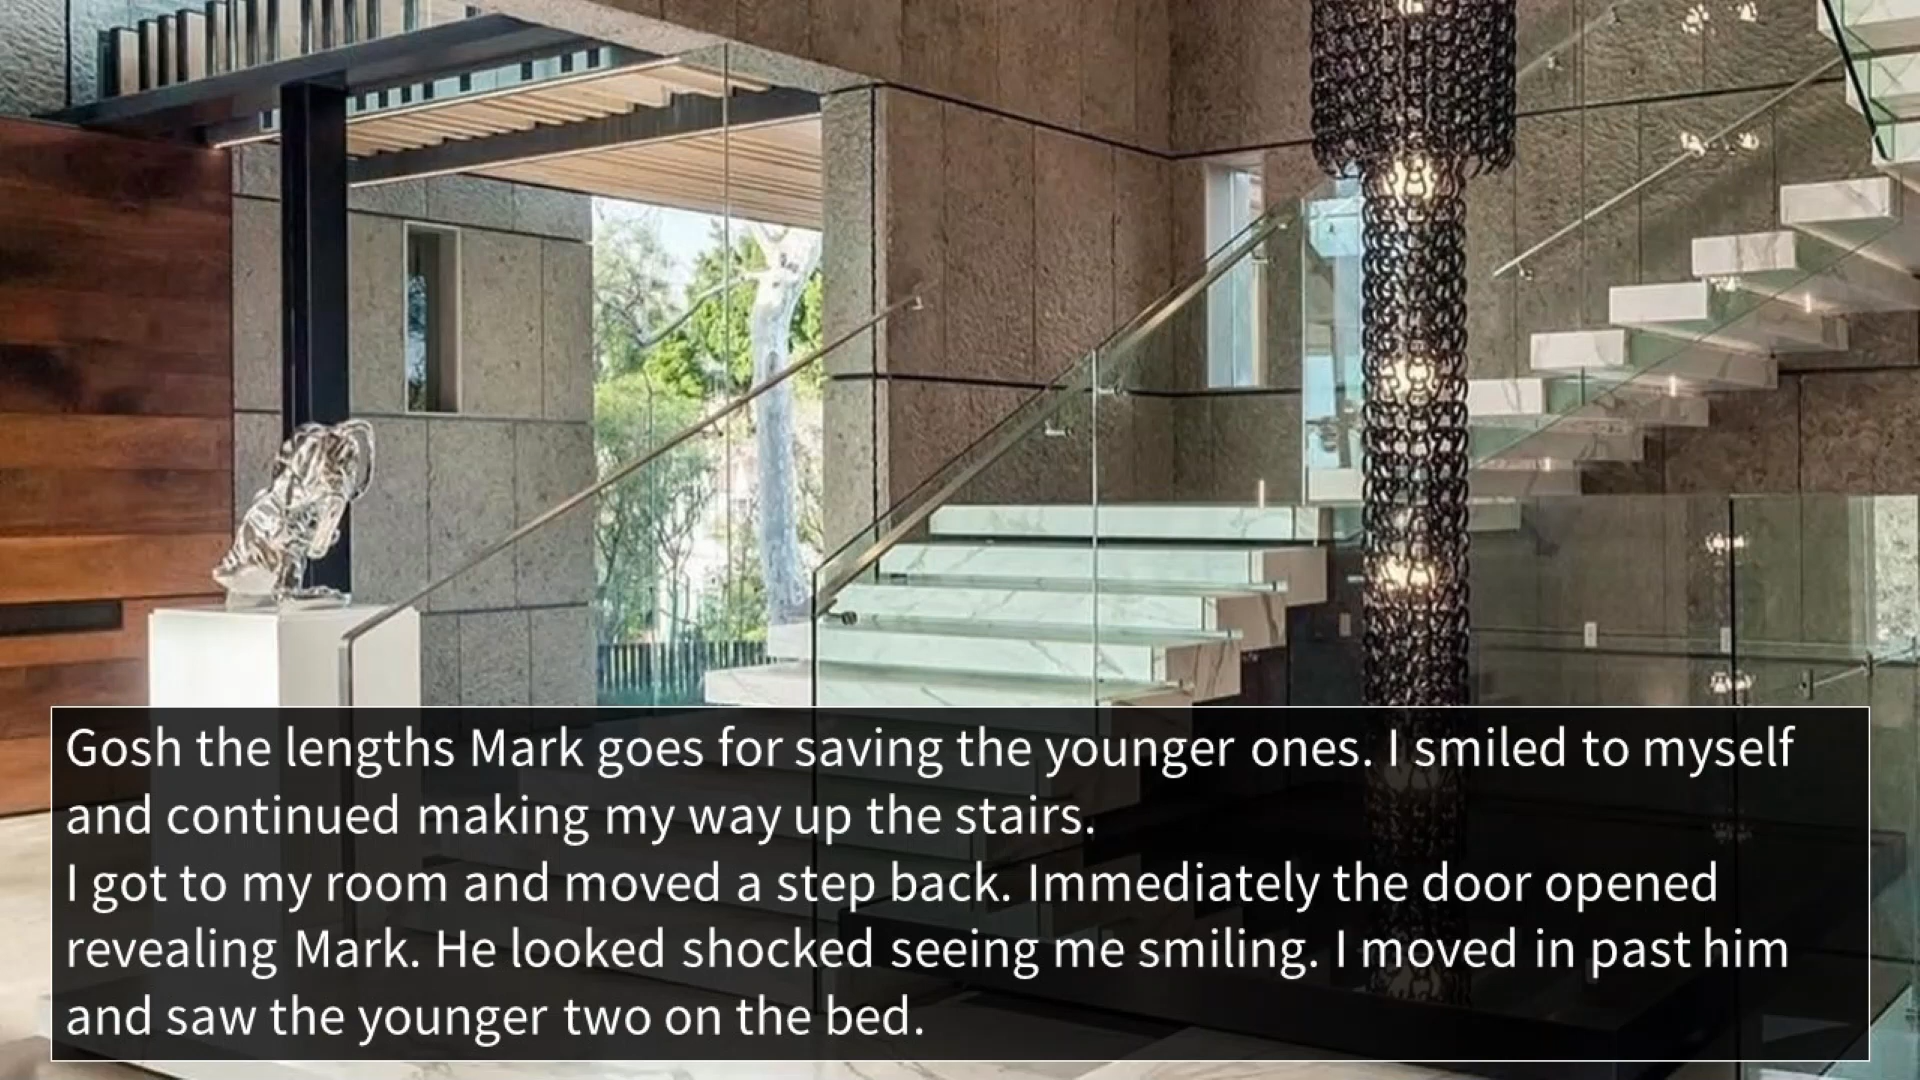 Gosh the lengths Mark goes for saving the younger ones. I smiled to myself
and continued making my way up the stairs.
I got to my room and moved a step back. Immediately the door opened
revealing Mark. He looked shocked seeing me smiling. I moved in past him
and saw the younger two on the bed.